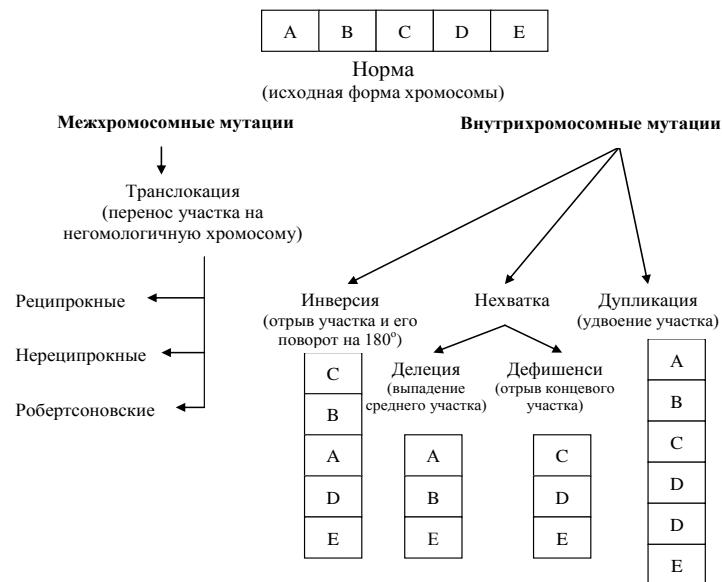 A B C D E
Норма
(исходная форма хромосомы)
Межхромосомные мутации
Внутрихромосомные мутации
Транслокация
(перенос участка на
негомологичную хромосому)
Реципрокные
Нереципрокные
Робертсоновские
Инверсия
(отрыв участка и его
поворот на 180°)
C
B
A
D
E
Нехватка
Делеция
(выпадение
среднего участка)
A
B
E
Дефишенси
(отрыв концевого
участка)
C
D
E
Дупликация
(удвоение участка)
A
B
C
D
D
E